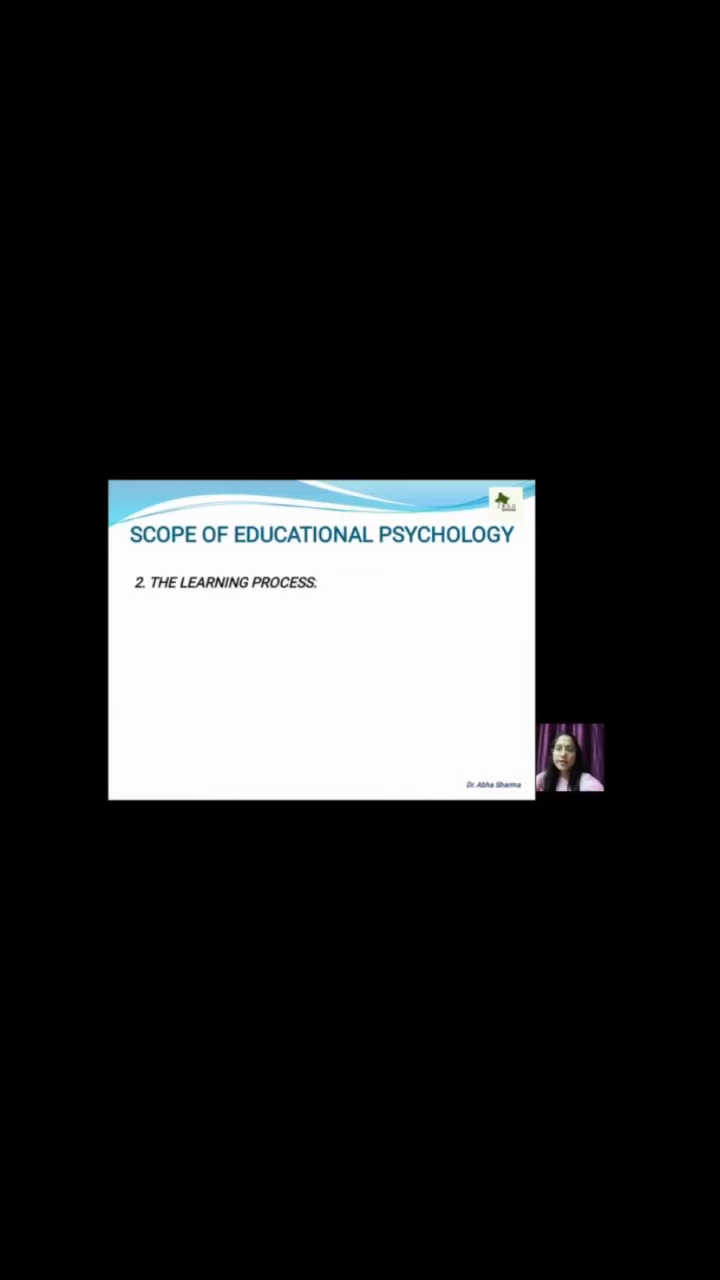 SCOPE OF EDUCATIONAL PSYCHOLOGY
2. THE LEARNING PROCESS:
Dr. Abha Sharma